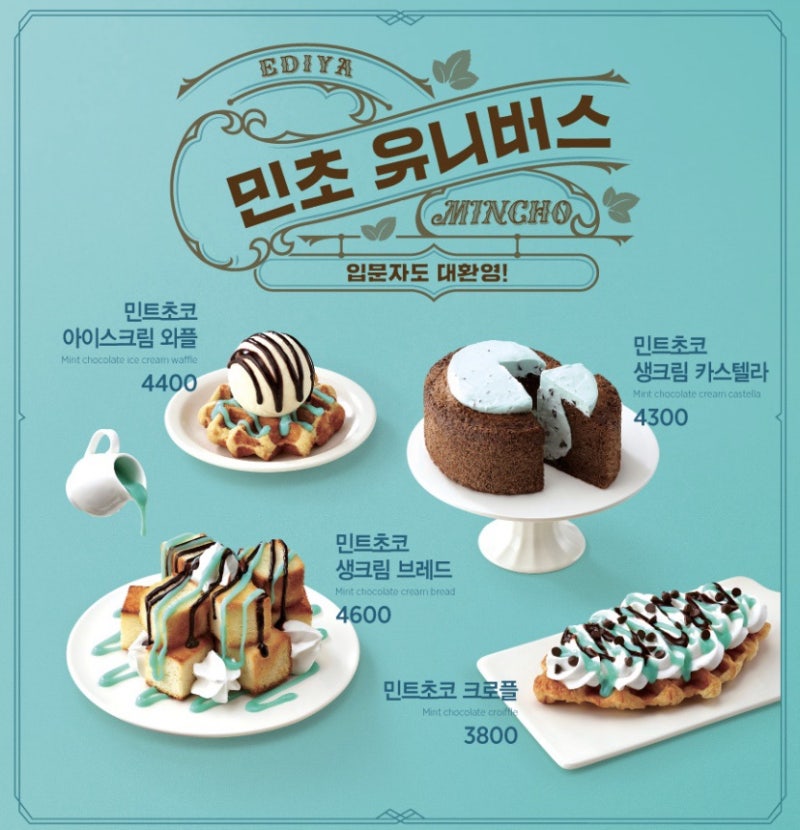 EDIYA
민초 유니버스
MINCHO
입문자도 대환영!
민트초코
아이스크림 와플
Mint chocolate ice cream waffle
4400
민트초코
생크림 카스텔라
Mint chocolate cream castella
4300
민트초코
생크림 브레드
Mint chocolate cream bread
4600
민트초코 크로플
Mint chocolate croiffle
3800